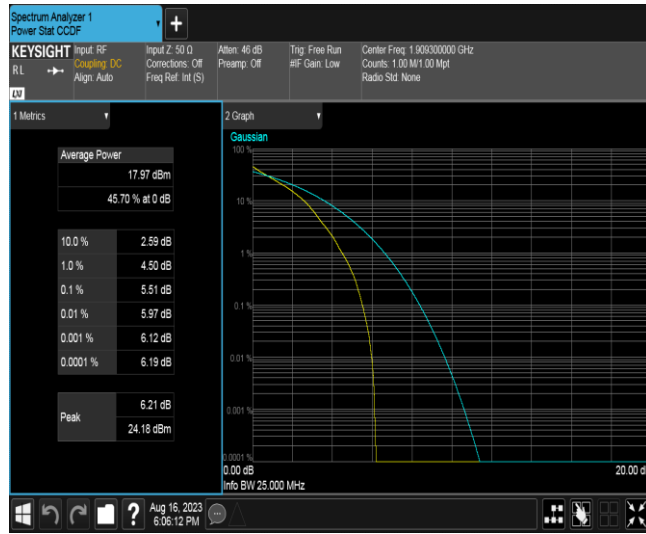 Spectrum Analyzer 1
Power Stat CCDF
KEYSIGHT
Input: RF
Coupling: DC
Align: Auto
Input Z: 50 Ω
Corrections: Off
Freq Ref: Int (S)
Atten: 46 dB
Preamp: Off
Trig: Free Run
#IF Gain: Low
Center Freq: 1.909300000 GHz
Counts: 1.00 M/1.00 Mpt
Radio Std: None
R L
LXI
1 Metrics
Average Power
17.97 dBm
45.70 % at 0 dB
10.0 % 2.59 dB
1.0 % 4.50 dB
0.1 % 5.51 dB
0.01 % 5.97 dB
0.001 % 6.12 dB
0.0001 % 6.19 dB
Peak
6.21 dB
24.18 dBm
2 Graph
Gaussian
100 %
10 %
1 %
0.1 %
0.01 %
0.001 %
0.0001 %
0.00 dB
20.00 d
Info BW 25.000 MHz
?
Aug 16, 2023
6:06:12 PM